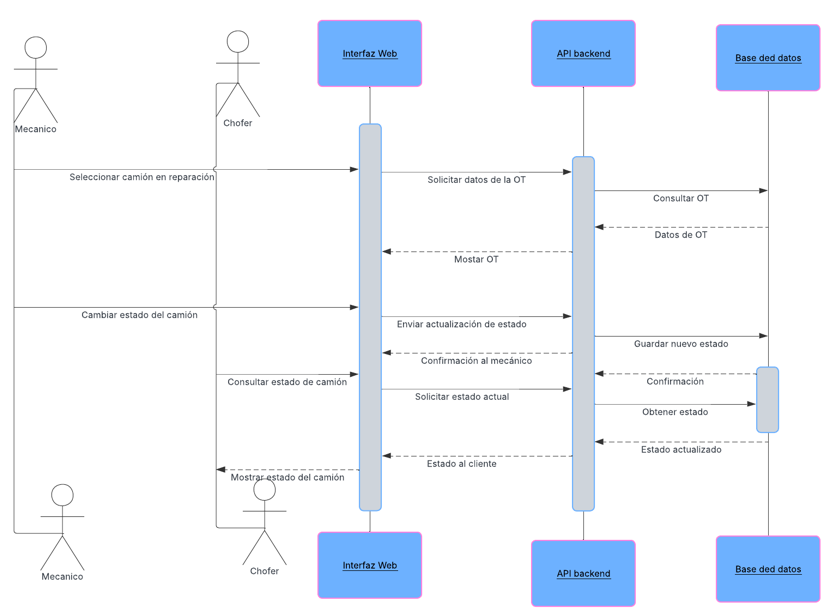 Interfaz Web
API backend
Base ded datos
Mecanico
Chofer
Seleccionar camión en reparación
Solicitar datos de la OT
Consultar OT
Datos de OT
Mostar OT
Cambiar estado del camión
Enviar actualización de estado
Guardar nuevo estado
Confirmación al mecánico
Confirmación
Consultar estado de camión
Solicitar estado actual
Obtener estado
Estado actualizado
Estado al cliente
Mostrar estado del camión
Mecanico
Chofer
Interfaz Web
API backend
Base ded datos